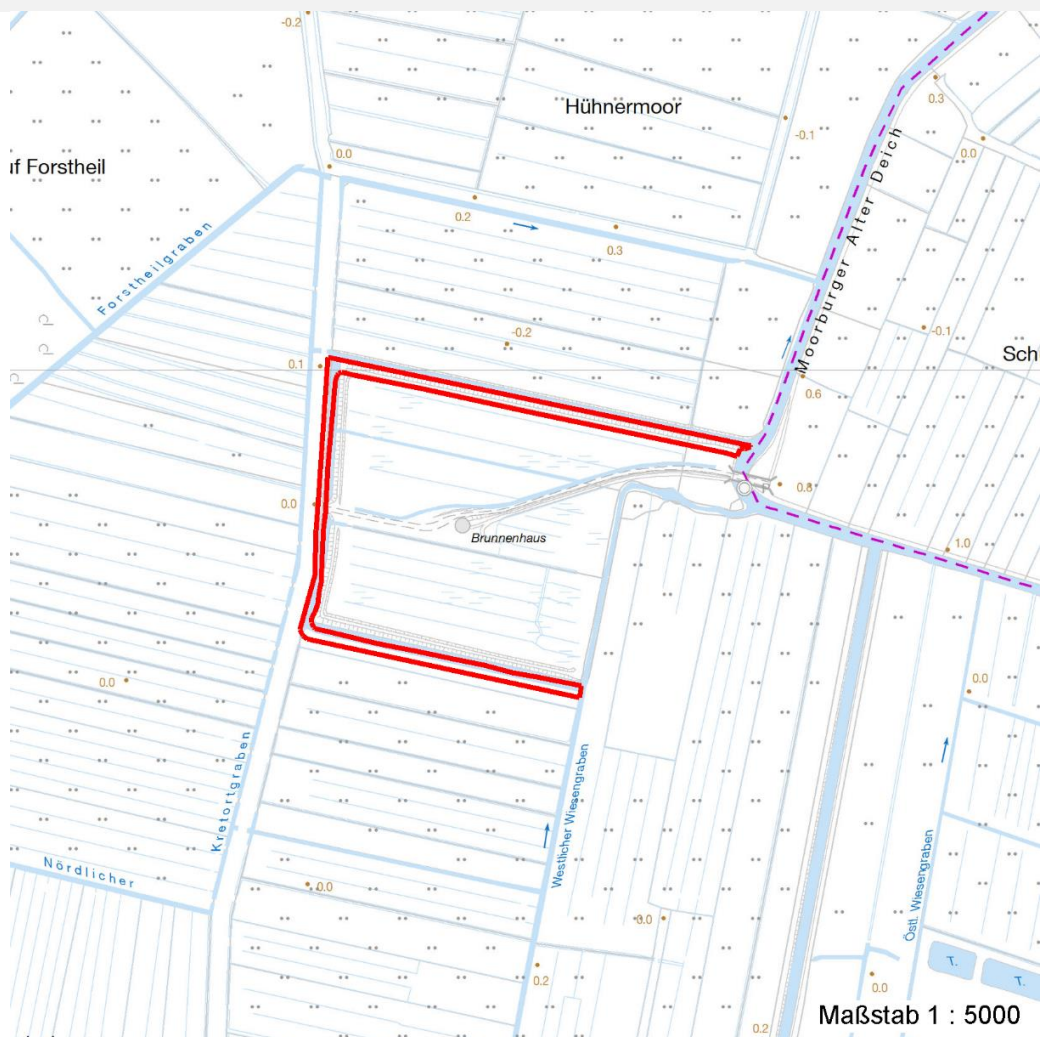 -0.2
0.3
Hühnermoor
-0.1
0.0
0.0
uf Forstheil
Moorburger Alter Deich
0.2
0.3
Forstheilgraben
-0.1
-0.2
Sch
0.1
0.6
0.8
0.0
Brunnenhaus
1.0
0.0
0.0
Kretortgraben
Westlicher Wiesengraben
Nördlicher
0.0
-0.0
Östl. Wiesengraben
T.
T.
0.2
0.0
0.2
Maßstab 1 : 5000